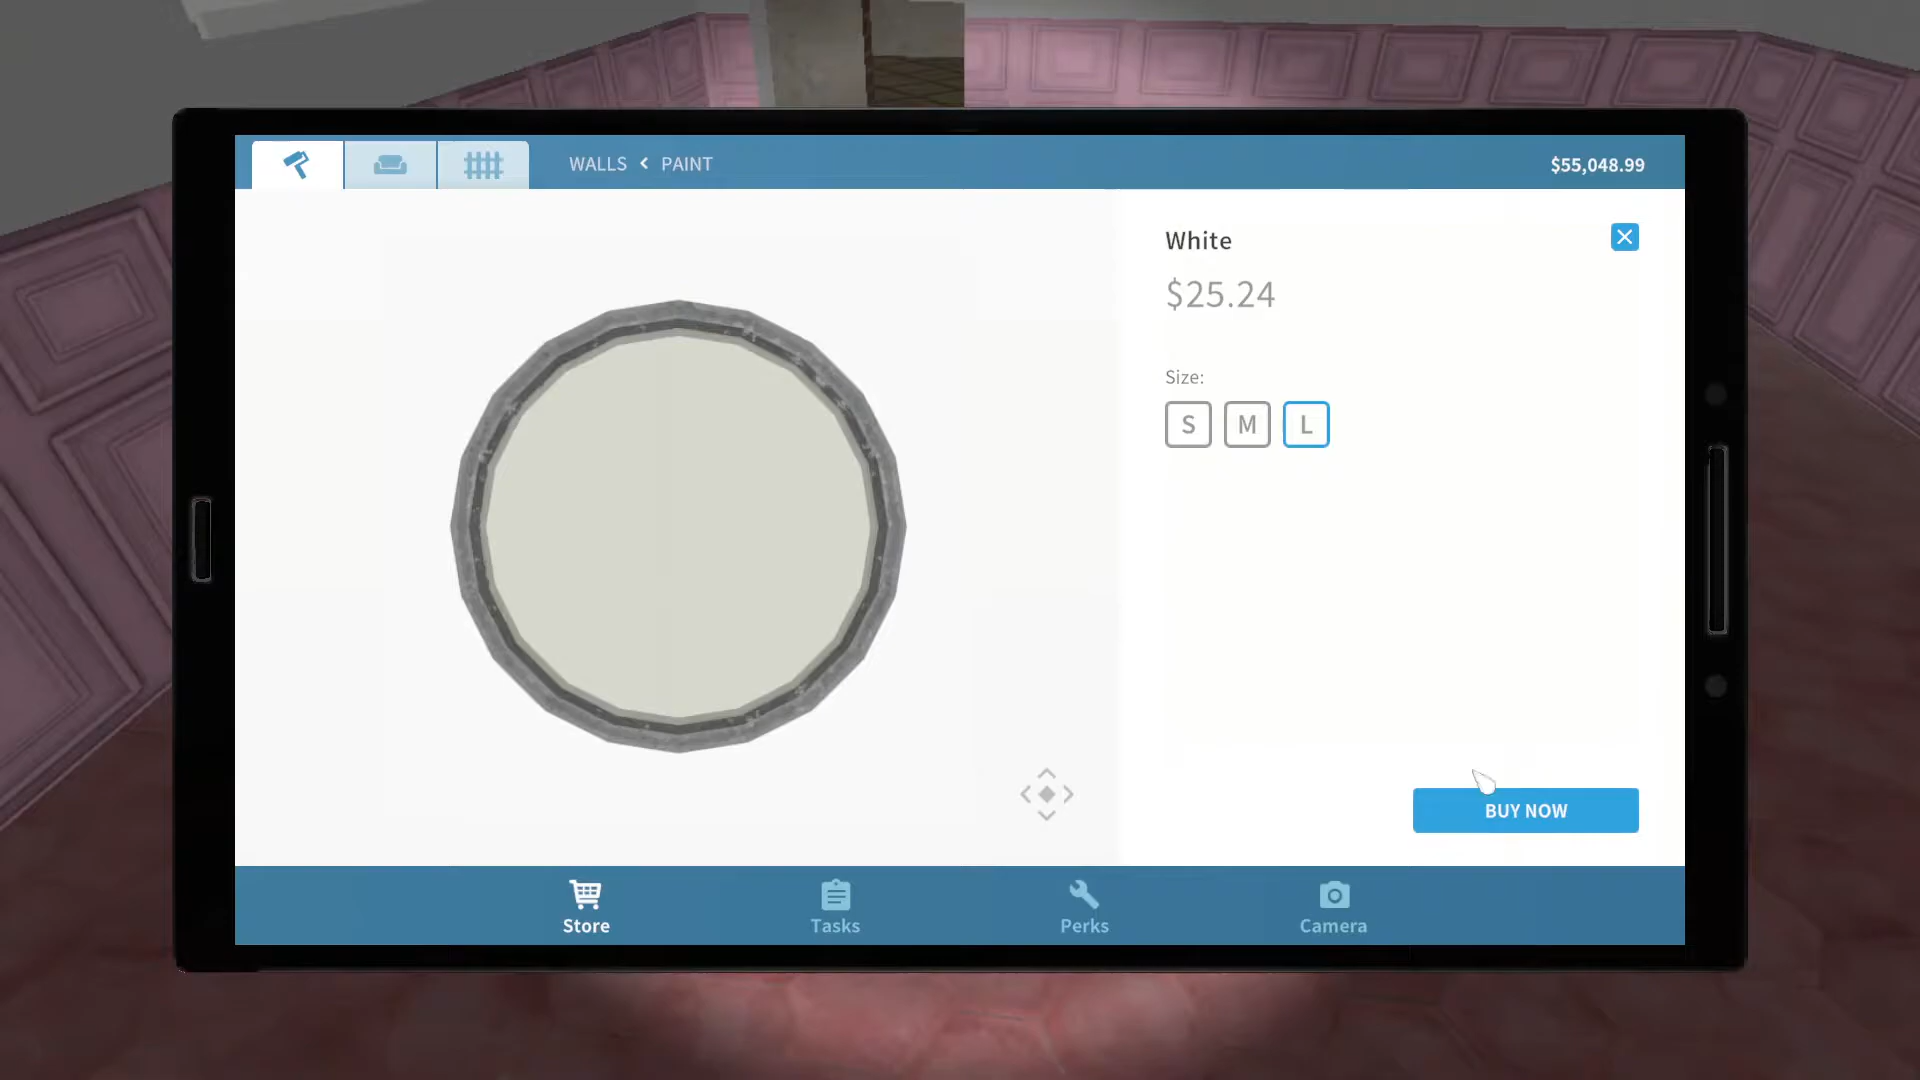 WALLS < PAINT
$55,048.99
White
$25.24
Size:
S M L
BUY NOW
Store
Tasks
Perks
Camera